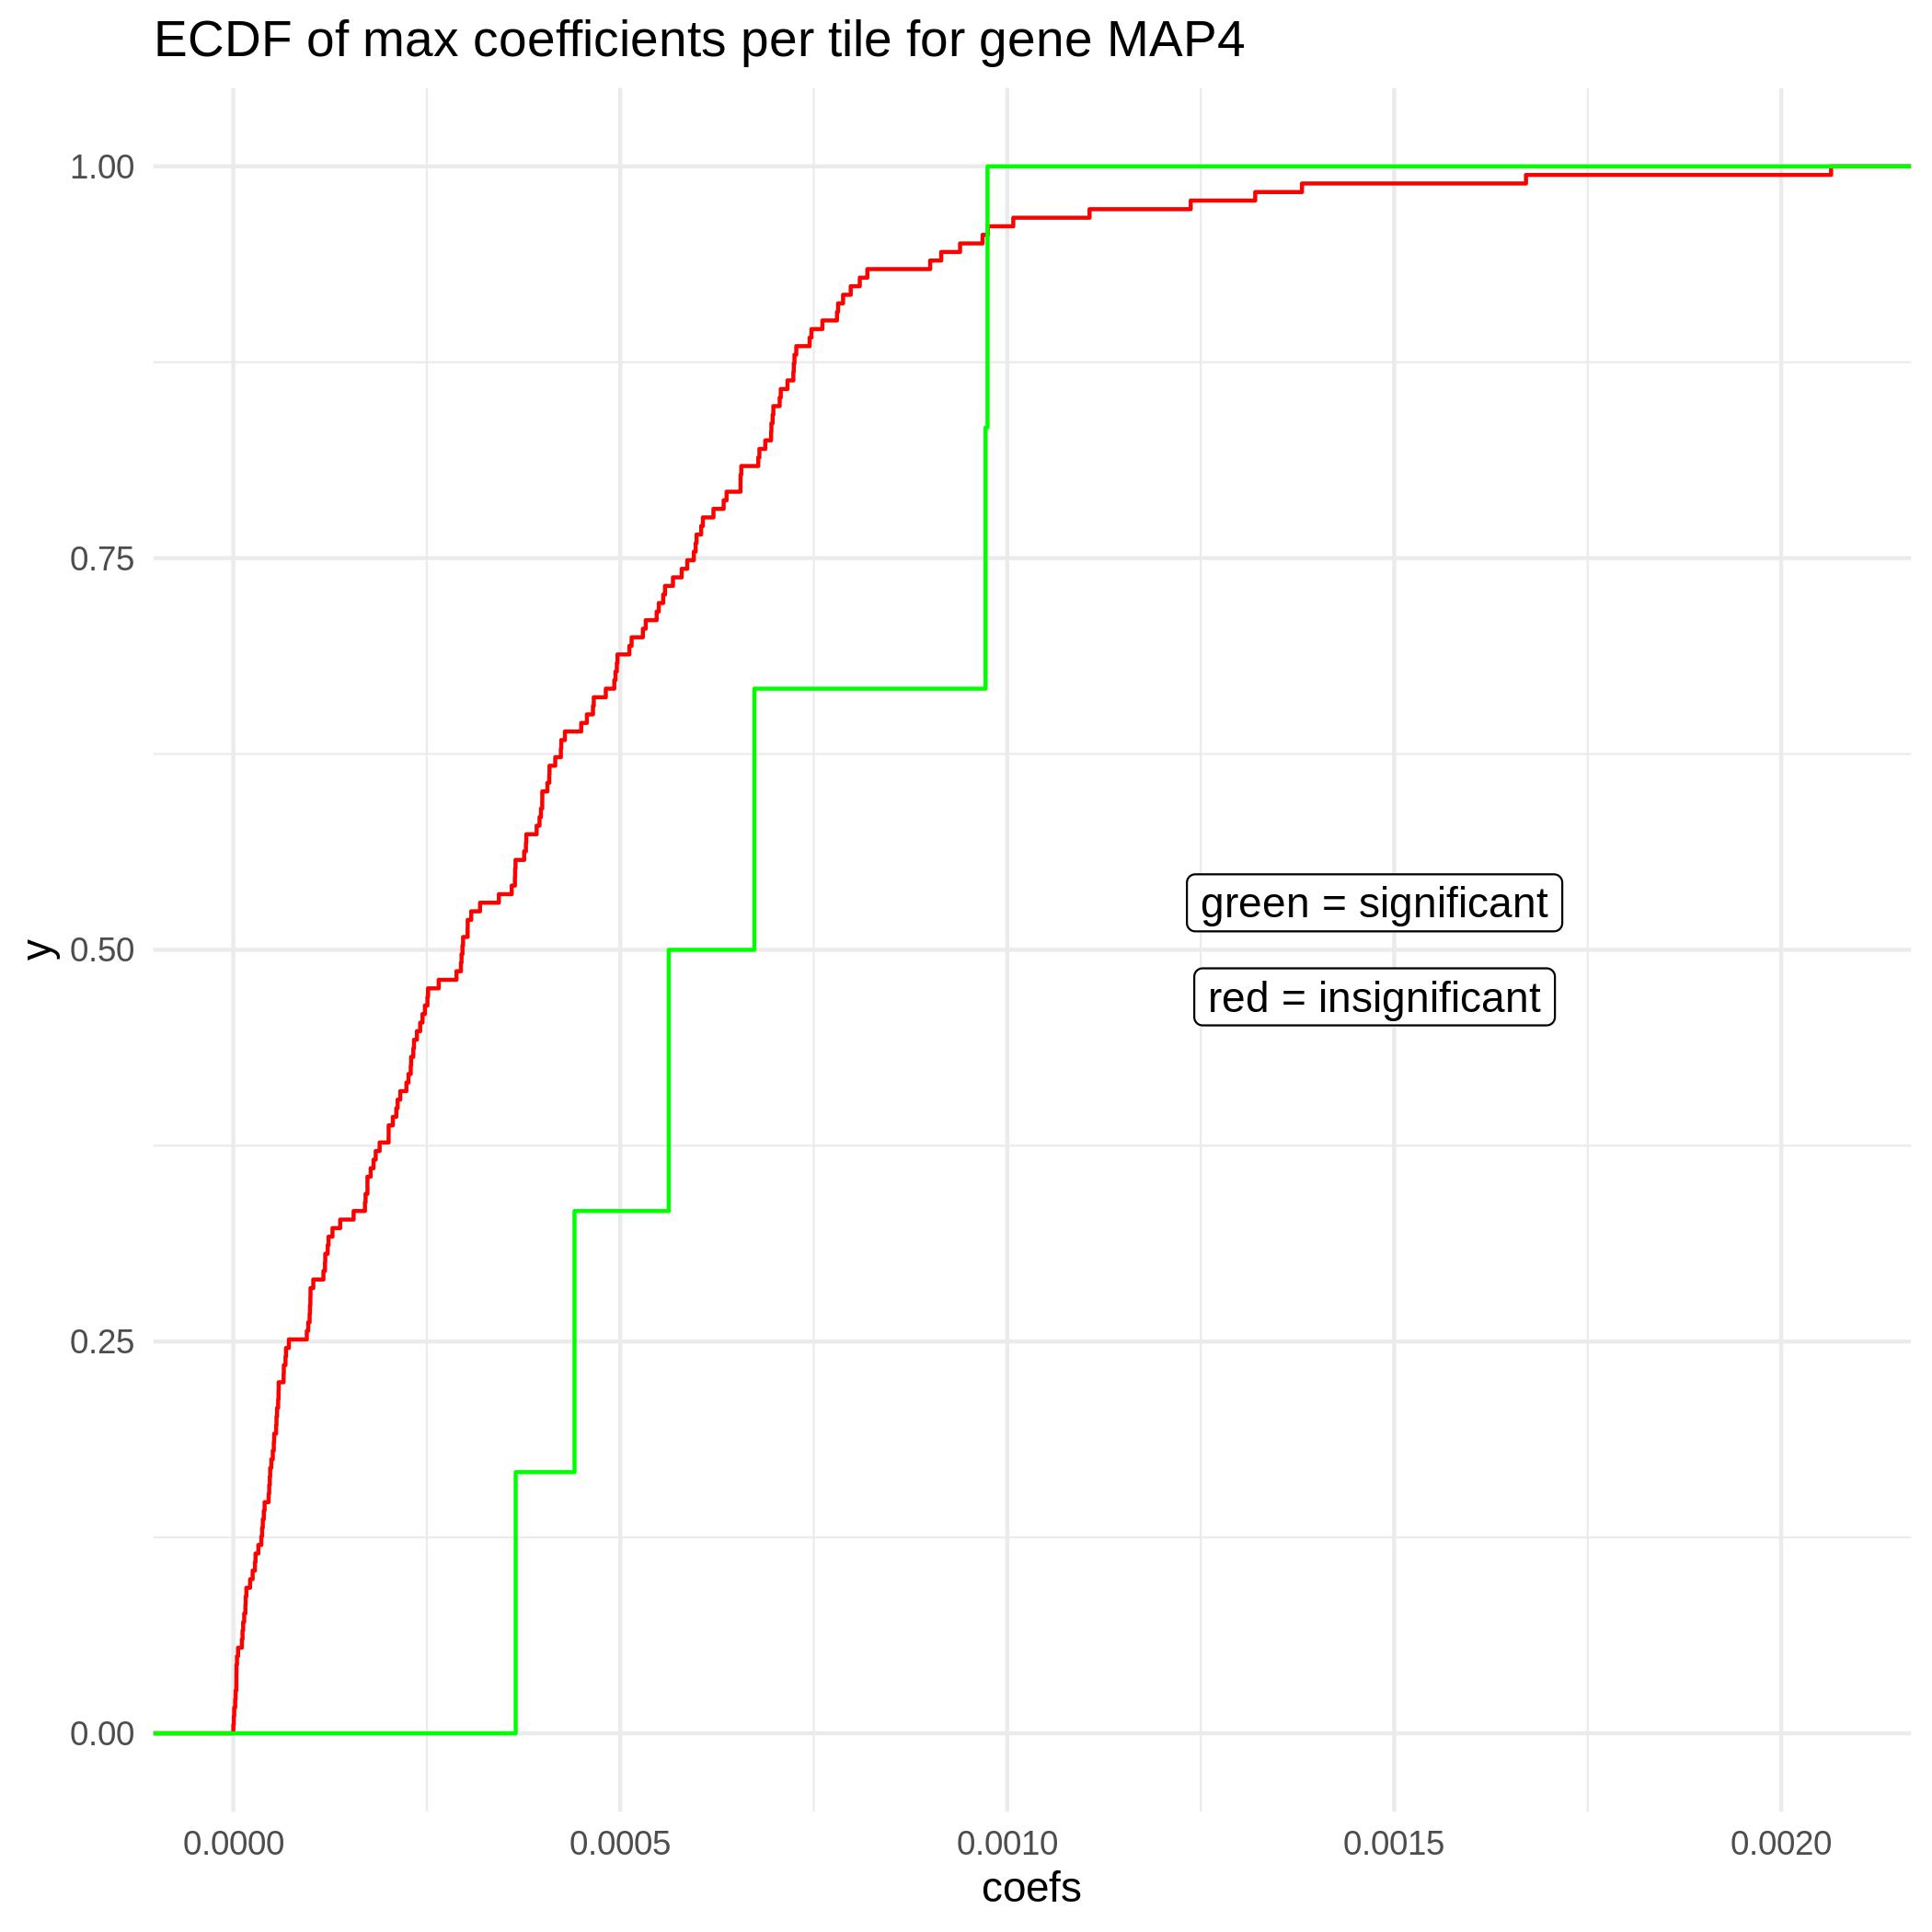 ECDF of max coefficients per tile for gene MAP4
1.00
0.75
0.50
0.25
0.00
y
green = significant
red = insignificant
0.0000 0.0005 0.0010 0.0015 0.0020
coefs